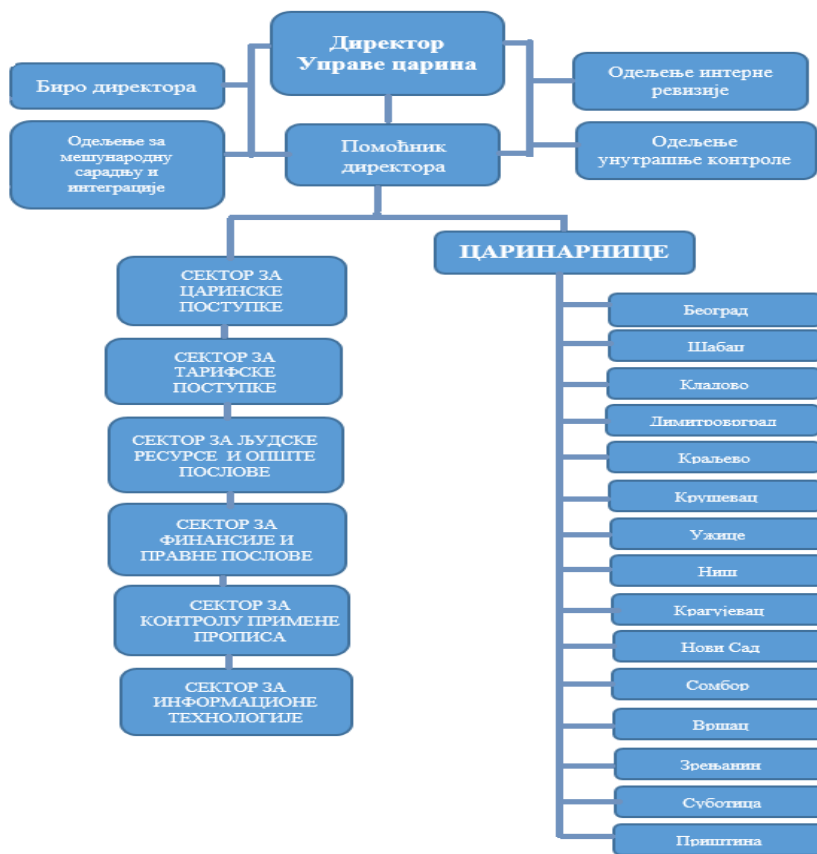 Директор
Управе царина
Биро директора
Одељење интерне
ревизије
Одељење за
међународну
сарадњу и
интеграције
Помоћник
директора
Одељење
унутрашње контроле
СЕКТОР ЗА
ЦАРИНСКЕ
ПОСТУПКЕ
СЕКТОР ЗА
ТАРИФСКЕ
ПОСТУПКЕ
СЕКТОР ЗА ЉУДСКЕ
РЕСУРСЕ И ОПШТЕ
ПОСЛОВЕ
СЕКТОР ЗА
ФИНАНСИЈЕ И
ПРАВНЕ ПОСЛОВЕ
СЕКТОР ЗА
КОНТРОЛУ ПРИМЕНЕ
ПРОПИСА
СЕКТОР ЗА
ИНФОРМАЦИОНЕ
ТЕХНОЛОГИЈЕ
ЦАРИНАРНИЦЕ
Београд
Шабац
Кладово
Димитровград
Краљево
Крушевац
Ужице
Ниш
Крагујевац
Нови Сад
Сомбор
Вршац
Зрењанин
Суботица
Приштина